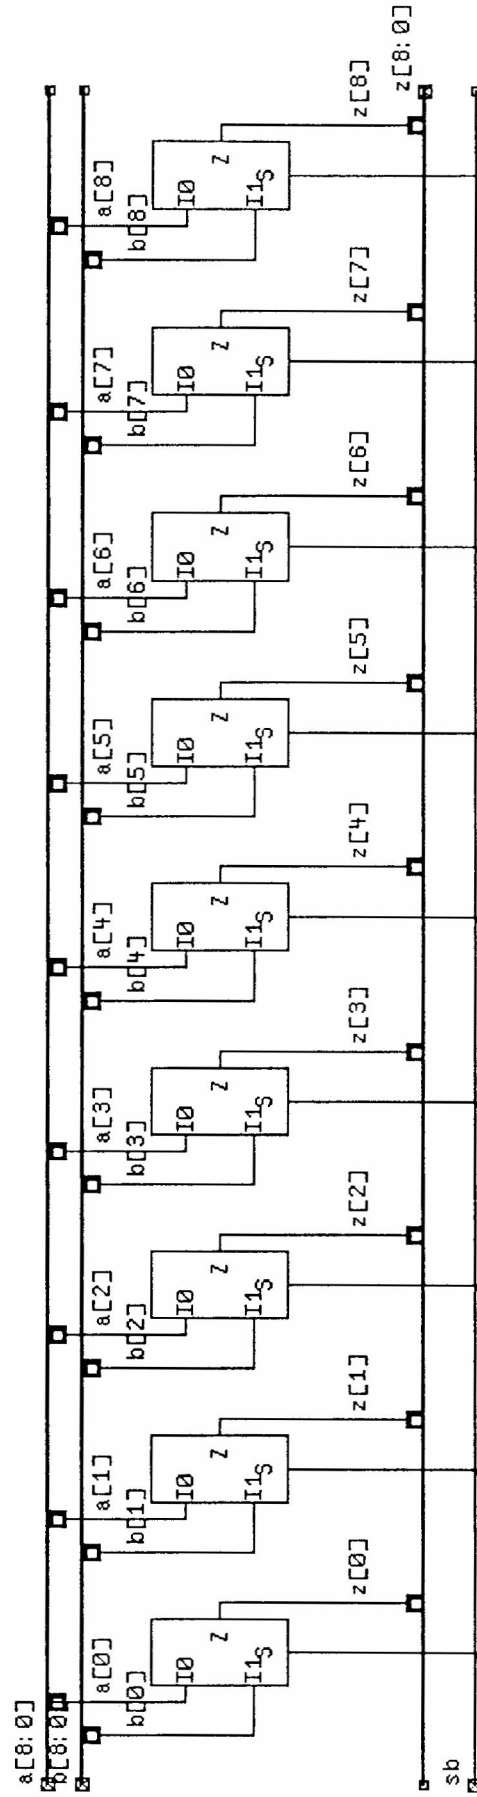 a[8:0]
b[8:0]
a[0]
b[0]
I0
I1
S
Z
z[0]
a[1]
b[1]
I0
I1
S
Z
z[1]
a[2]
b[2]
I0
I1
S
Z
z[2]
a[3]
b[3]
I0
I1
S
Z
z[3]
a[4]
b[4]
I0
I1
S
Z
z[4]
a[5]
b[5]
I0
I1
S
Z
z[5]
a[6]
b[6]
I0
I1
S
Z
z[6]
a[7]
b[7]
I0
I1
S
Z
z[7]
a[8]
b[8]
I0
I1
S
Z
z[8]
z[8:0]
sb